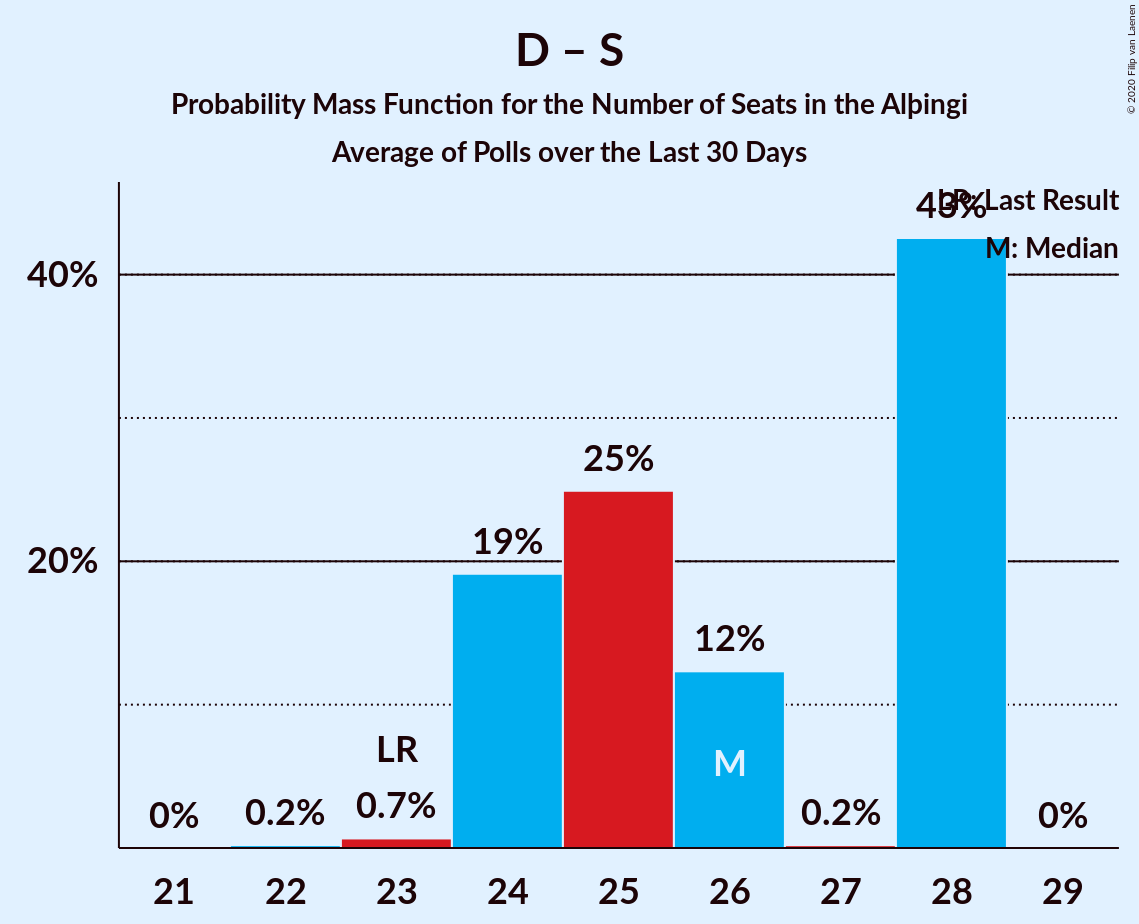 D – S
Probability Mass Function for the Number of Seats in the Alþingi
Average of Polls over the Last 30 Days
© 2020 Filip van Laenen
LR: Last Result
M: Median
43%
40%
25%
19%
20%
12%
M
LR
0%
0.2%
0.7%
0.2%
0%
21 22 23 24 25 26 27 28 29